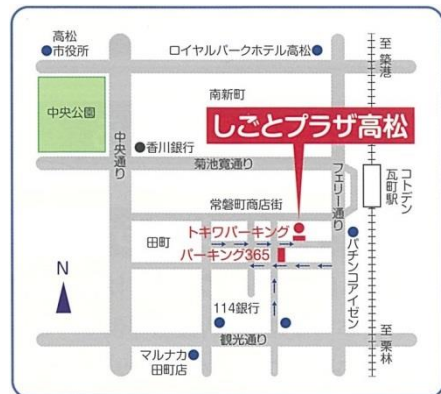 高松
市役所
ロイヤルパークホテル高松
至
築港
中央公園
南新町
しごとプラザ高松
中央通り
香川銀行
菊池寛通り
フェリー通り
コトデン
瓦町駅
常磐町商店街
トキワパーキング
田町
パーキング365
パチンコアイゼン
N
114銀行
観光通り
至
栗林
マルナカ
田町店